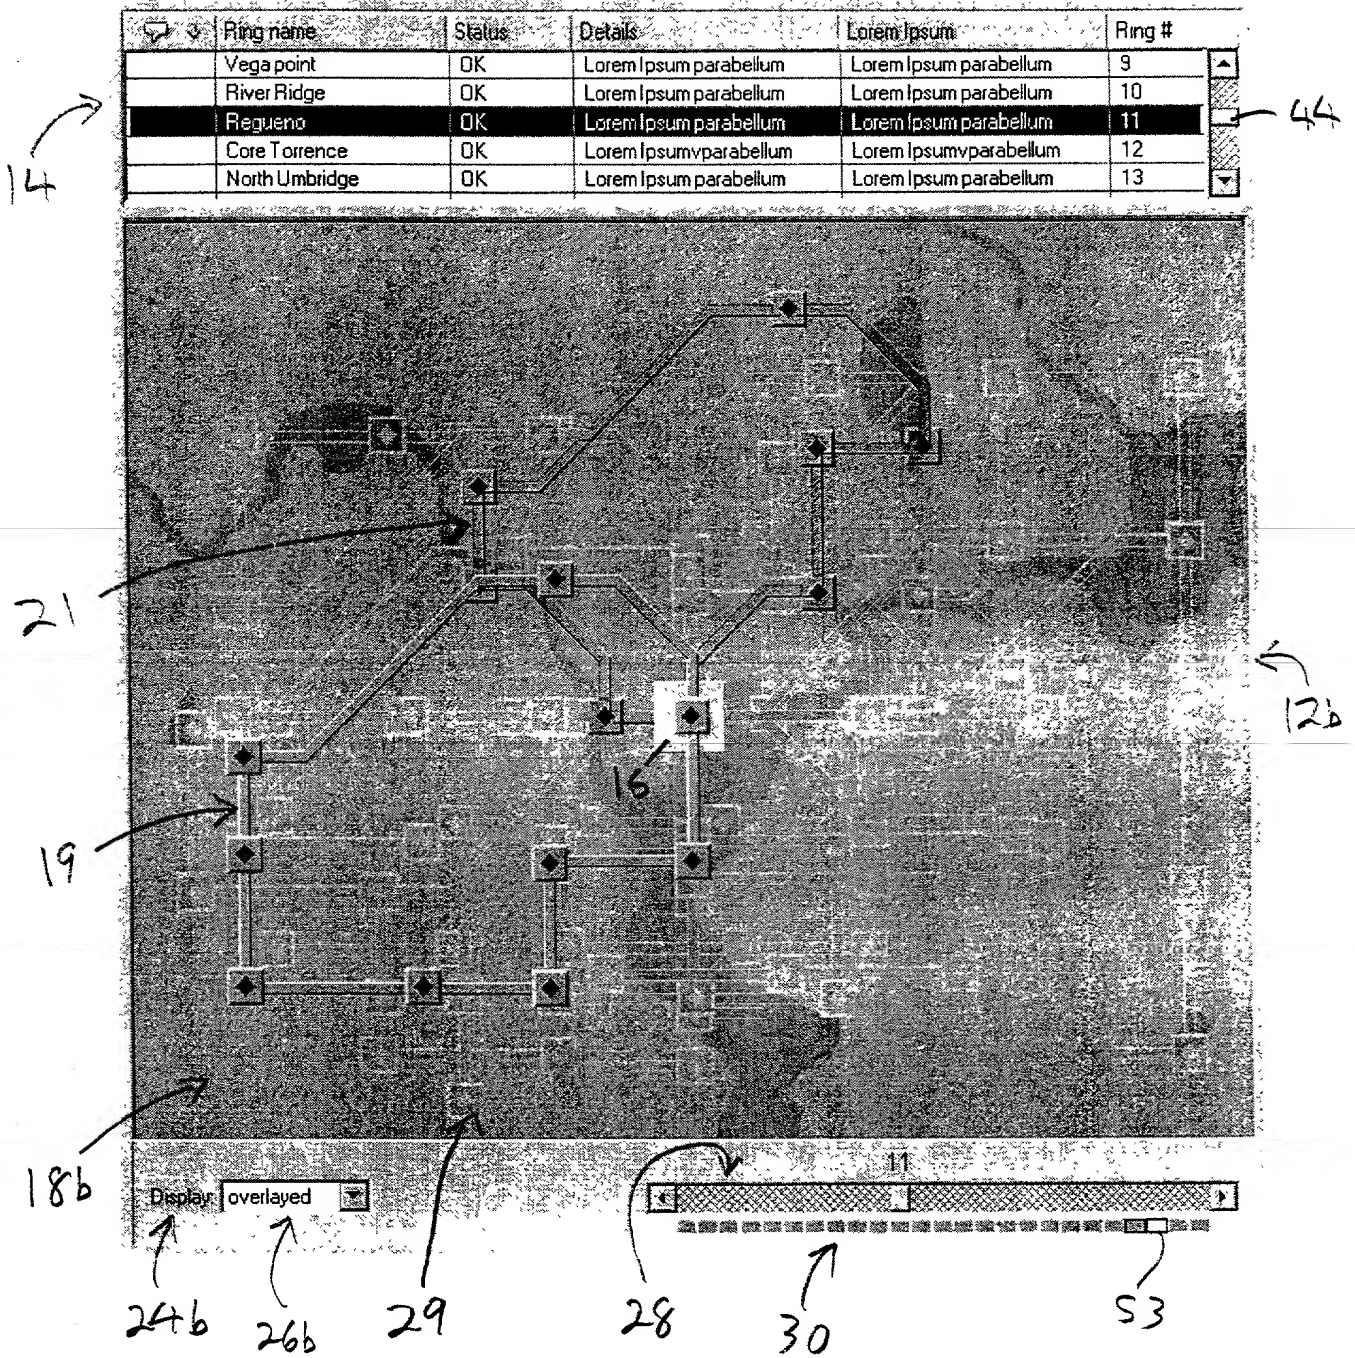 Ring name Status Details Lorem Ipsum Ring #
Vega point OK Lorem Ipsum parabellum Lorem Ipsum parabellum 9
River Ridge OK Lorem Ipsum parabellum Lorem Ipsum parabellum 10
Regueno OK Lorem Ipsum parabellum Lorem Ipsum parabellum 11
44
Core Torrence OK Lorem Ipsumvparabellum Lorem Ipsumvparabellum 12
14
North Umbridge OK Lorem Ipsum parabellum Lorem Ipsum parabellum 13
21
12b
16
19
18b
11
Display: overlayed
24b 26b 29 28 30 53